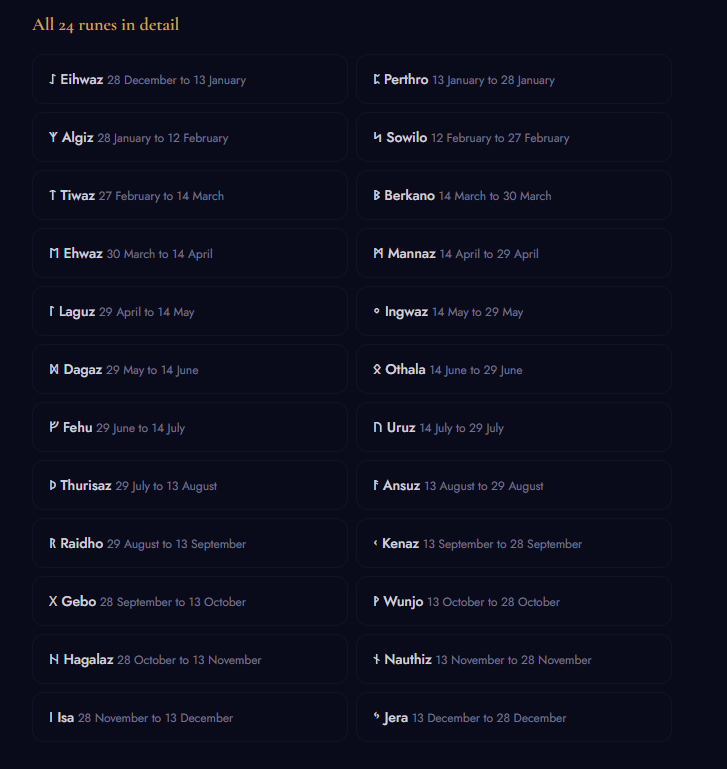 All 24 runes in detail
ᛇ Eihwaz 28 December to 13 January
ᛈ Perthro 13 January to 28 January
ᛉ Algiz 28 January to 12 February
ᛋ Sowilo 12 February to 27 February
ᛏ Tiwaz 27 February to 14 March
ᛒ Berkano 14 March to 30 March
ᛖ Ehwaz 30 March to 14 April
ᛗ Mannaz 14 April to 29 April
ᛚ Laguz 29 April to 14 May
ᛜ Ingwaz 14 May to 29 May
ᛞ Dagaz 29 May to 14 June
ᛟ Othala 14 June to 29 June
ᚠ Fehu 29 June to 14 July
ᚢ Uruz 14 July to 29 July
ᚦ Thurisaz 29 July to 13 August
ᚨ Ansuz 13 August to 29 August
ᚱ Raidho 29 August to 13 September
ᚲ Kenaz 13 September to 28 September
ᚷ Gebo 28 September to 13 October
ᚹ Wunjo 13 October to 28 October
ᚺ Hagalaz 28 October to 13 November
ᚾ Nauthiz 13 November to 28 November
ᛁ Isa 28 November to 13 December
ᛃ Jera 13 December to 28 December